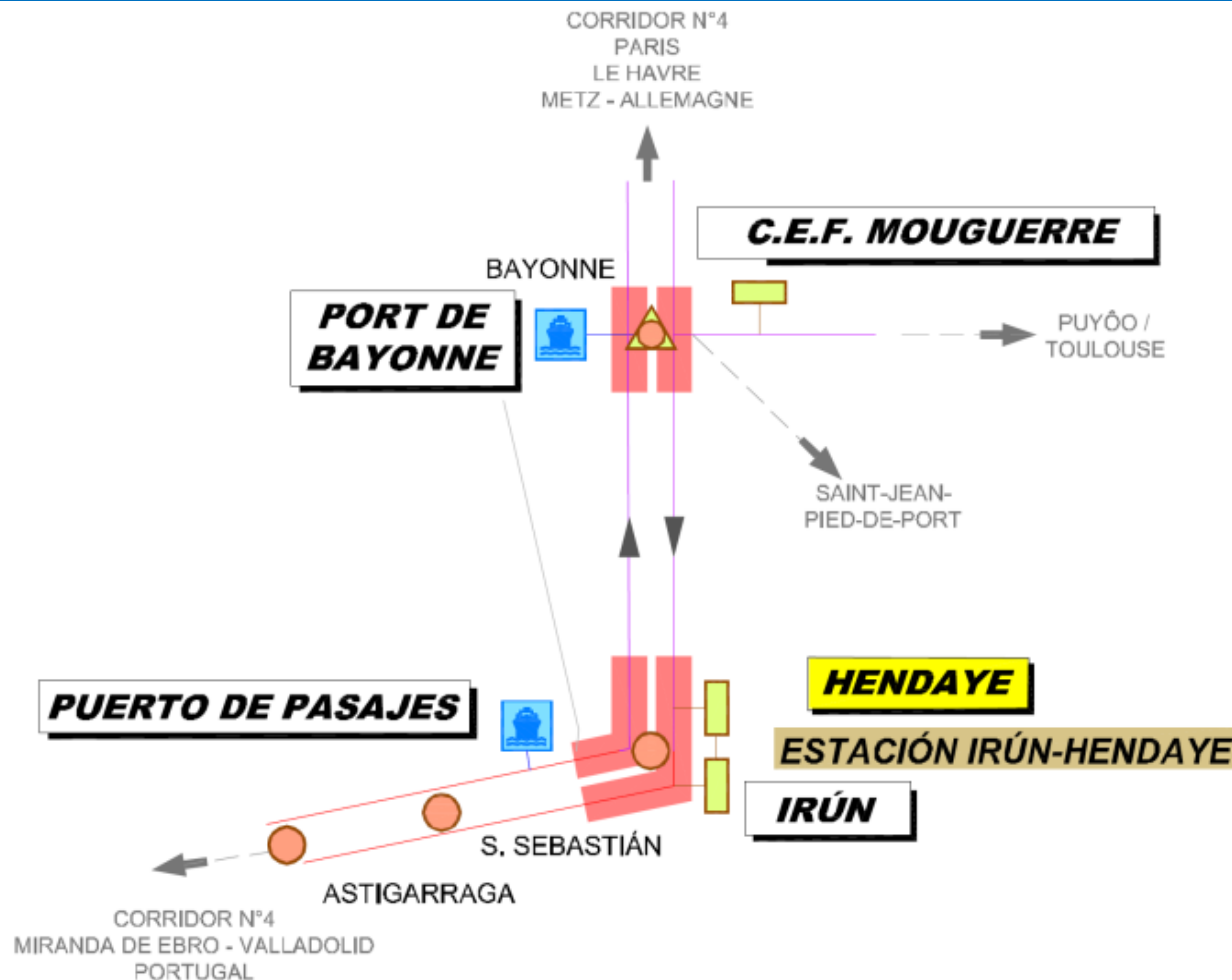 CORRIDOR N°4
PARIS
LE HAVRE
METZ - ALLEMAGNE
C.E.F. MOUGUERRE
BAYONNE
PORT DE
BAYONNE
PUYÔO /
TOULOUSE
SAINT-JEAN-
PIED-DE-PORT
HENDAYE
PUERTO DE PASAJES
ESTACIÓN IRÚN-HENDAYE
IRÚN
S. SEBASTIÁN
ASTIGARRAGA
CORRIDOR N°4
MIRANDA DE EBRO - VALLADOLID
PORTUGAL